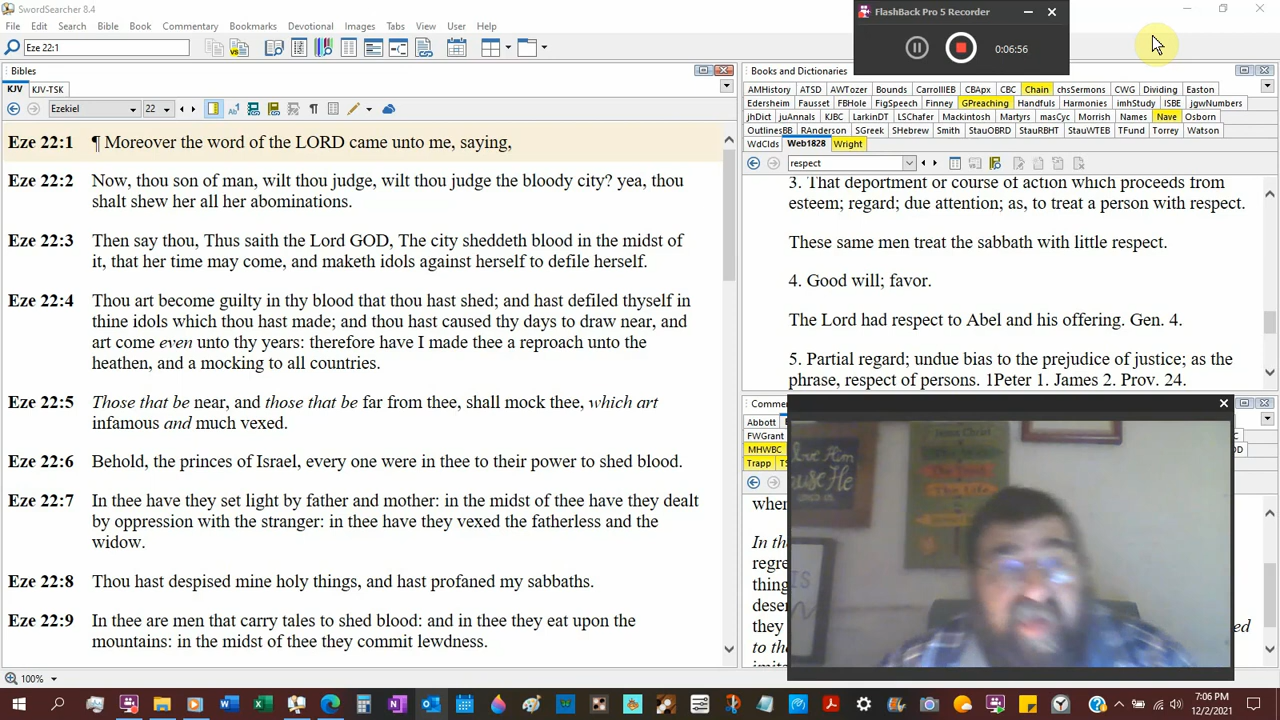 SwordSearcher 8.4
File Edit Search Bible Book Commentary Bookmarks Devotional Images Tabs View User Help
Eze 22:1
FlashBack Pro 5 Recorder
0:06:56
Bibles
KJV KJV-TSK
Ezekiel 22
Eze 22:1 ¶ Moreover the word of the LORD came unto me, saying,
Eze 22:2 Now, thou son of man, wilt thou judge, wilt thou judge the bloody city? yea, thou
shalt shew her all her abominations.
Eze 22:3 Then say thou, Thus saith the Lord GOD, The city sheddeth blood in the midst of
it, that her time may come, and maketh idols against herself to defile herself.
Eze 22:4 Thou art become guilty in thy blood that thou hast shed; and hast defiled thyself in
thine idols which thou hast made; and thou hast caused thy days to draw near, and
art come even unto thy years: therefore have I made thee a reproach unto the
heathen, and a mocking to all countries.
Eze 22:5 Those that be near, and those that be far from thee, shall mock thee, which art
infamous and much vexed.
Eze 22:6 Behold, the princes of Israel, every one were in thee to their power to shed blood.
Eze 22:7 In thee have they set light by father and mother: in the midst of thee have they dealt
by oppression with the stranger: in thee have they vexed the fatherless and the
widow.
Eze 22:8 Thou hast despised mine holy things, and hast profaned my sabbaths.
Eze 22:9 In thee are men that carry tales to shed blood: and in thee they eat upon the
mountains: in the midst of thee they commit lewdness.
100%
Books and Dictionaries
AMHistory ATSD AWTozer Bounds CarrollEIB CBApx CBC Chain chsSermons CWG Dividing Easton
Edersheim Fausset FBHole FigSpeech Finney GPreaching Handfuls Harmonies imhStudy ISBE jgwNumbers
jhDict juAnnals KJBC LarkinDT LSChafer Mackintosh Martyrs masCyc Morrish Names Nave Osborn
OutlinesBB RAnderson SGreek SHebrew Smith StauOBRD StauRBHT StauWTEB TFund Torrey Watson
WdClds Web1828 Wright
respect
3. That deportment or course of action which proceeds from
esteem; regard; due attention; as, to treat a person with respect.
These same men treat the sabbath with little respect.
4. Good will; favor.
The Lord had respect to Abel and his offering. Gen. 4.
5. Partial regard; undue bias to the prejudice of justice; as the
phrase, respect of persons. 1Peter 1. James 2. Prov. 24.
Abbott
FWGrant
MHWBC
Trapp
Jesus Christ
The Life
7:06 PM
12/2/2021